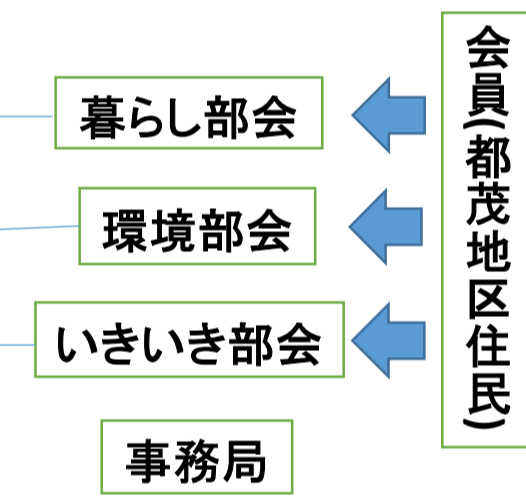 暮らし部会
環境部会
いきいき部会
事務局
会員(都茂地区住民)